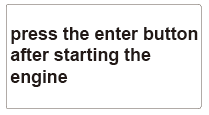 press the enter button
after starting the
engine